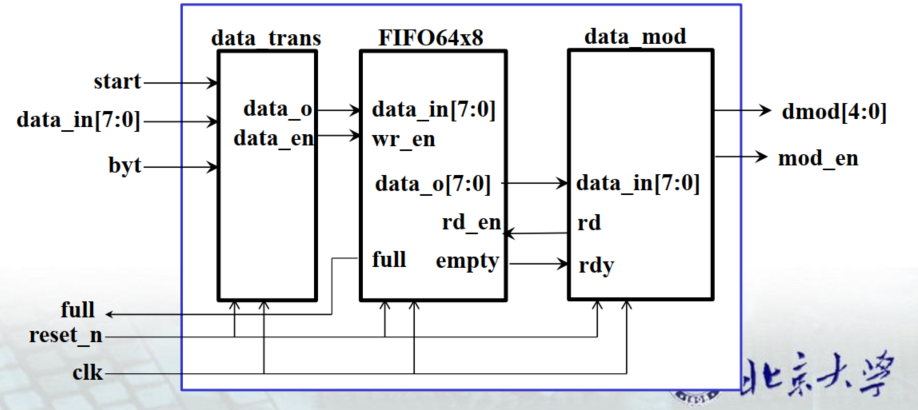 data_trans
FIFO64x8
data_mod
start
data_in[7:0]
byt
data_o
data_en
data_in[7:0]
wr_en
data_o[7:0]
rd_en
full
empty
data_in[7:0]
rd
rdy
dmod[4:0]
mod_en
full
reset_n
clk
北京大学